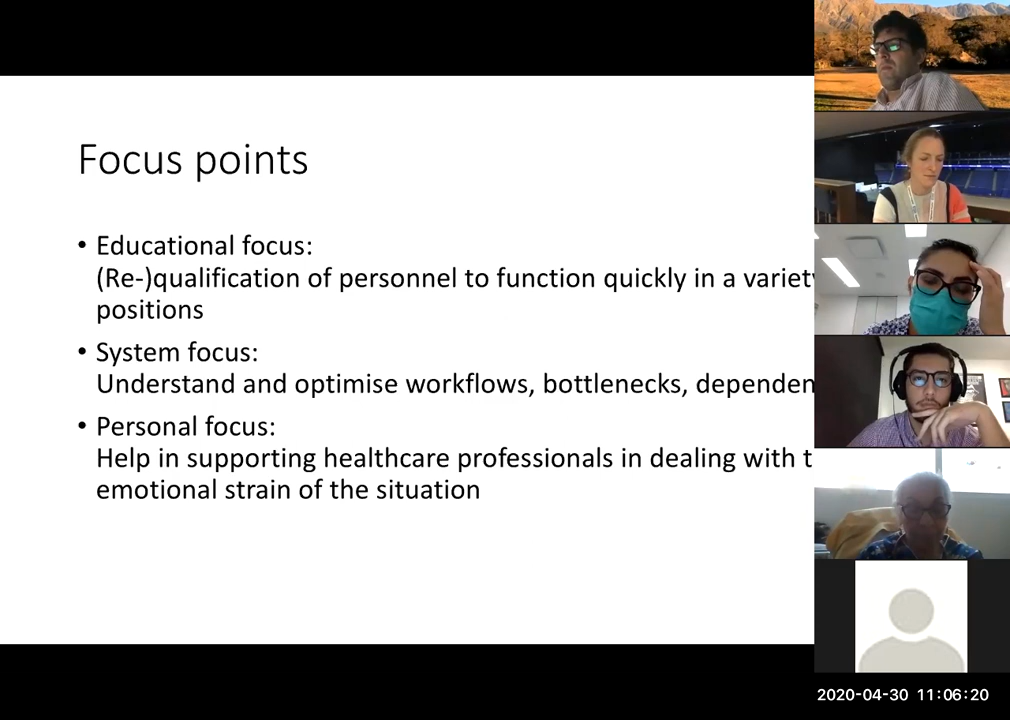 Focus points
• Educational focus:
(Re-)qualification of personnel to function quickly in a variety
positions
• System focus:
Understand and optimise workflows, bottlenecks, dependen
• Personal focus:
Help in supporting healthcare professionals in dealing with t
emotional strain of the situation
2020-04-30 11:06:20